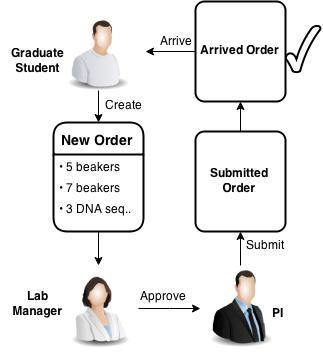 Graduate
Student
Arrive
Arrived Order
Create
New Order
• 5 beakers
• 7 beakers
• 3 DNA seq..
Submitted
Order
Submit
Lab
Manager
Approve
PI